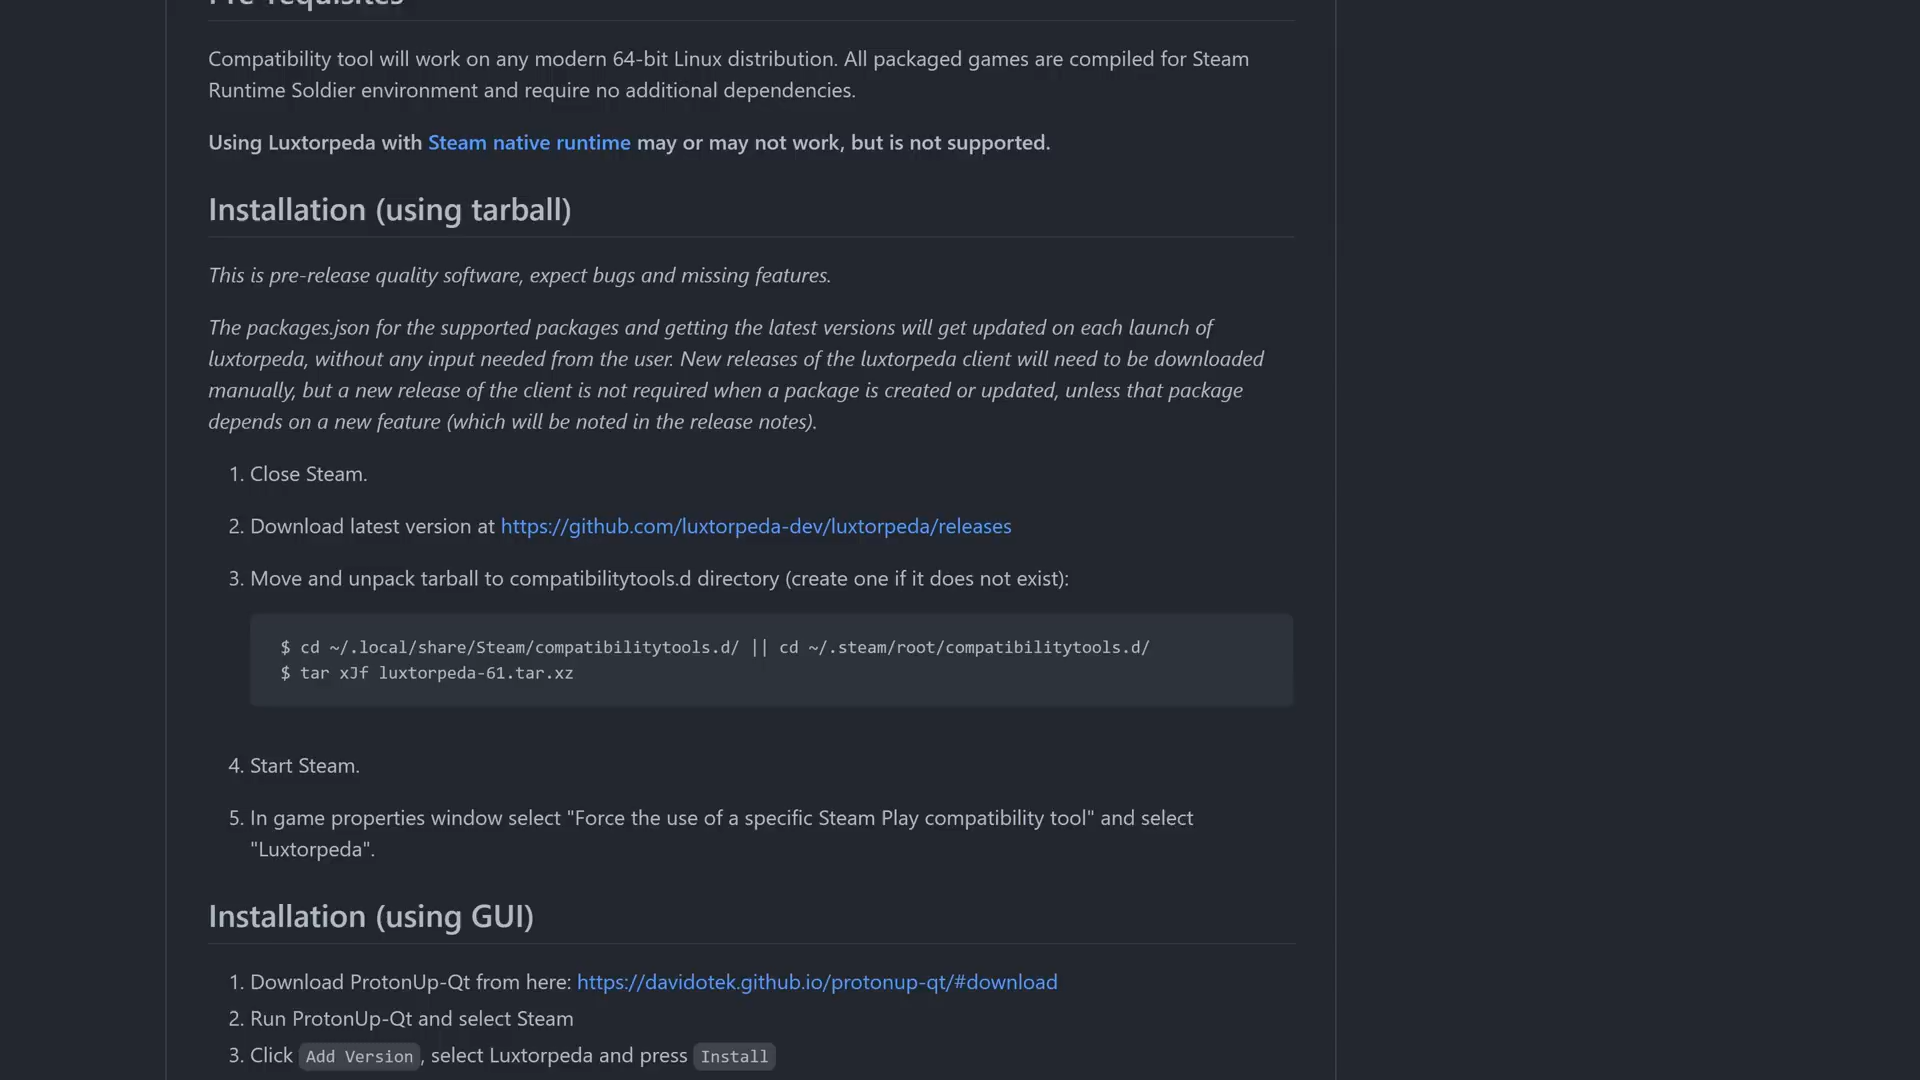 Pre-requisites
Compatibility tool will work on any modern 64-bit Linux distribution. All packaged games are compiled for Steam
Runtime Soldier environment and require no additional dependencies.
Using Luxtorpeda with Steam native runtime may or may not work, but is not supported.
Installation (using tarball)
This is pre-release quality software, expect bugs and missing features.
The packages.json for the supported packages and getting the latest versions will get updated on each launch of
luxtorpeda, without any input needed from the user. New releases of the luxtorpeda client will need to be downloaded
manually, but a new release of the client is not required when a package is created or updated, unless that package
depends on a new feature (which will be noted in the release notes).
1. Close Steam.
2. Download latest version at https://github.com/luxtorpeda-dev/luxtorpeda/releases
3. Move and unpack tarball to compatibilitytools.d directory (create one if it does not exist):
$ cd ~/.local/share/Steam/compatibilitytools.d/ || cd ~/.steam/root/compatibilitytools.d/
$ tar xJf luxtorpeda-61.tar.xz
4. Start Steam.
5. In game properties window select "Force the use of a specific Steam Play compatibility tool" and select
"Luxtorpeda".
Installation (using GUI)
1. Download ProtonUp-Qt from here: https://davidotek.github.io/protonup-qt/#download
2. Run ProtonUp-Qt and select Steam
3. Click Add Version, select Luxtorpeda and press Install